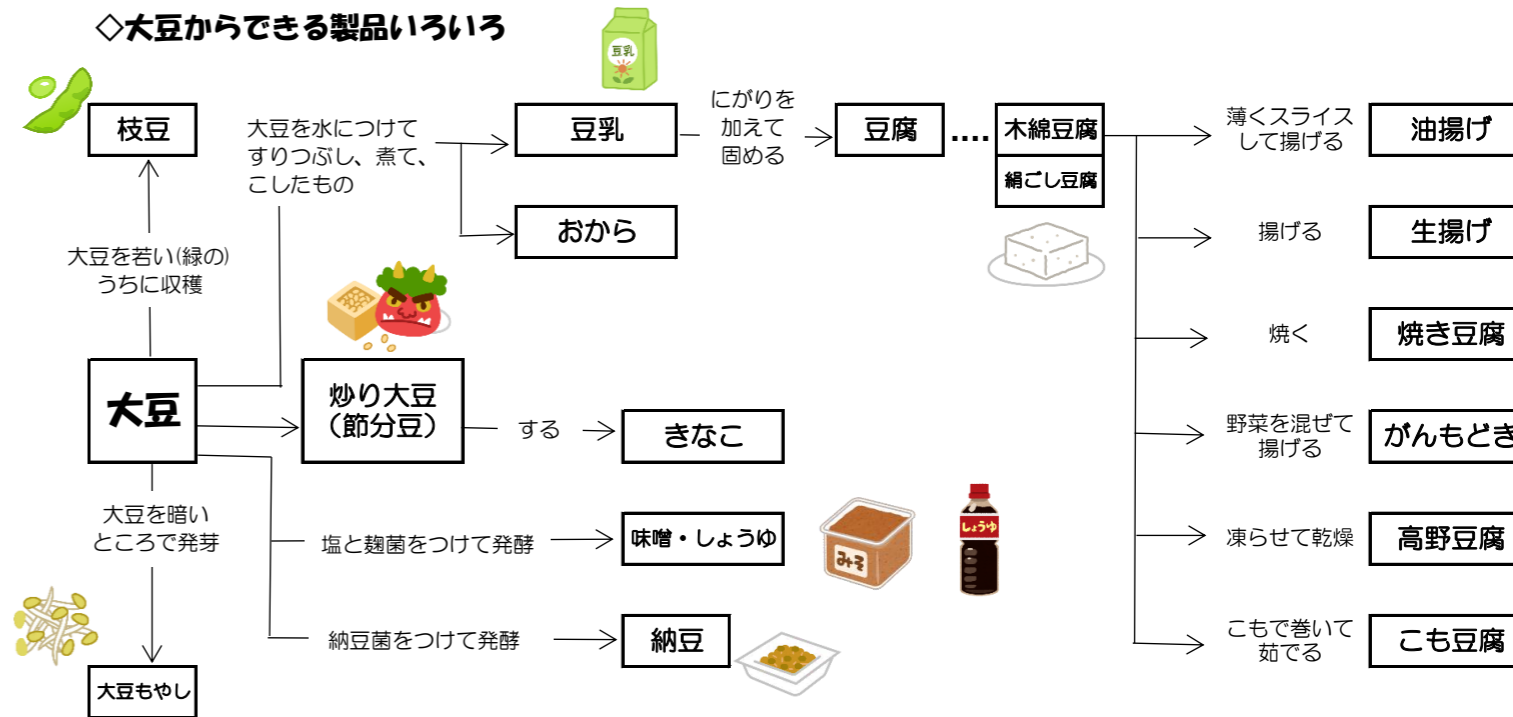 ◇大豆からできる製品いろいろ
豆乳
枝豆
大豆を水につけて
すりつぶし、煮て、
こしたもの
豆乳
にがりを
加えて
固める
豆腐
....
木綿豆腐
絹ごし豆腐
薄くスライス
して揚げる
油揚げ
おから
揚げる
生揚げ
大豆を若い(緑の)
うちに収穫
焼く
焼き豆腐
大豆
炒り大豆
（節分豆）
する
きなこ
野菜を混ぜて
揚げる
がんもどき
大豆を暗い
ところで発芽
塩と麹菌をつけて発酵
味噌・しょうゆ
みそ
しょうゆ
凍らせて乾燥
高野豆腐
納豆菌をつけて発酵
納豆
こもで巻いて
茹でる
こも豆腐
大豆もやし